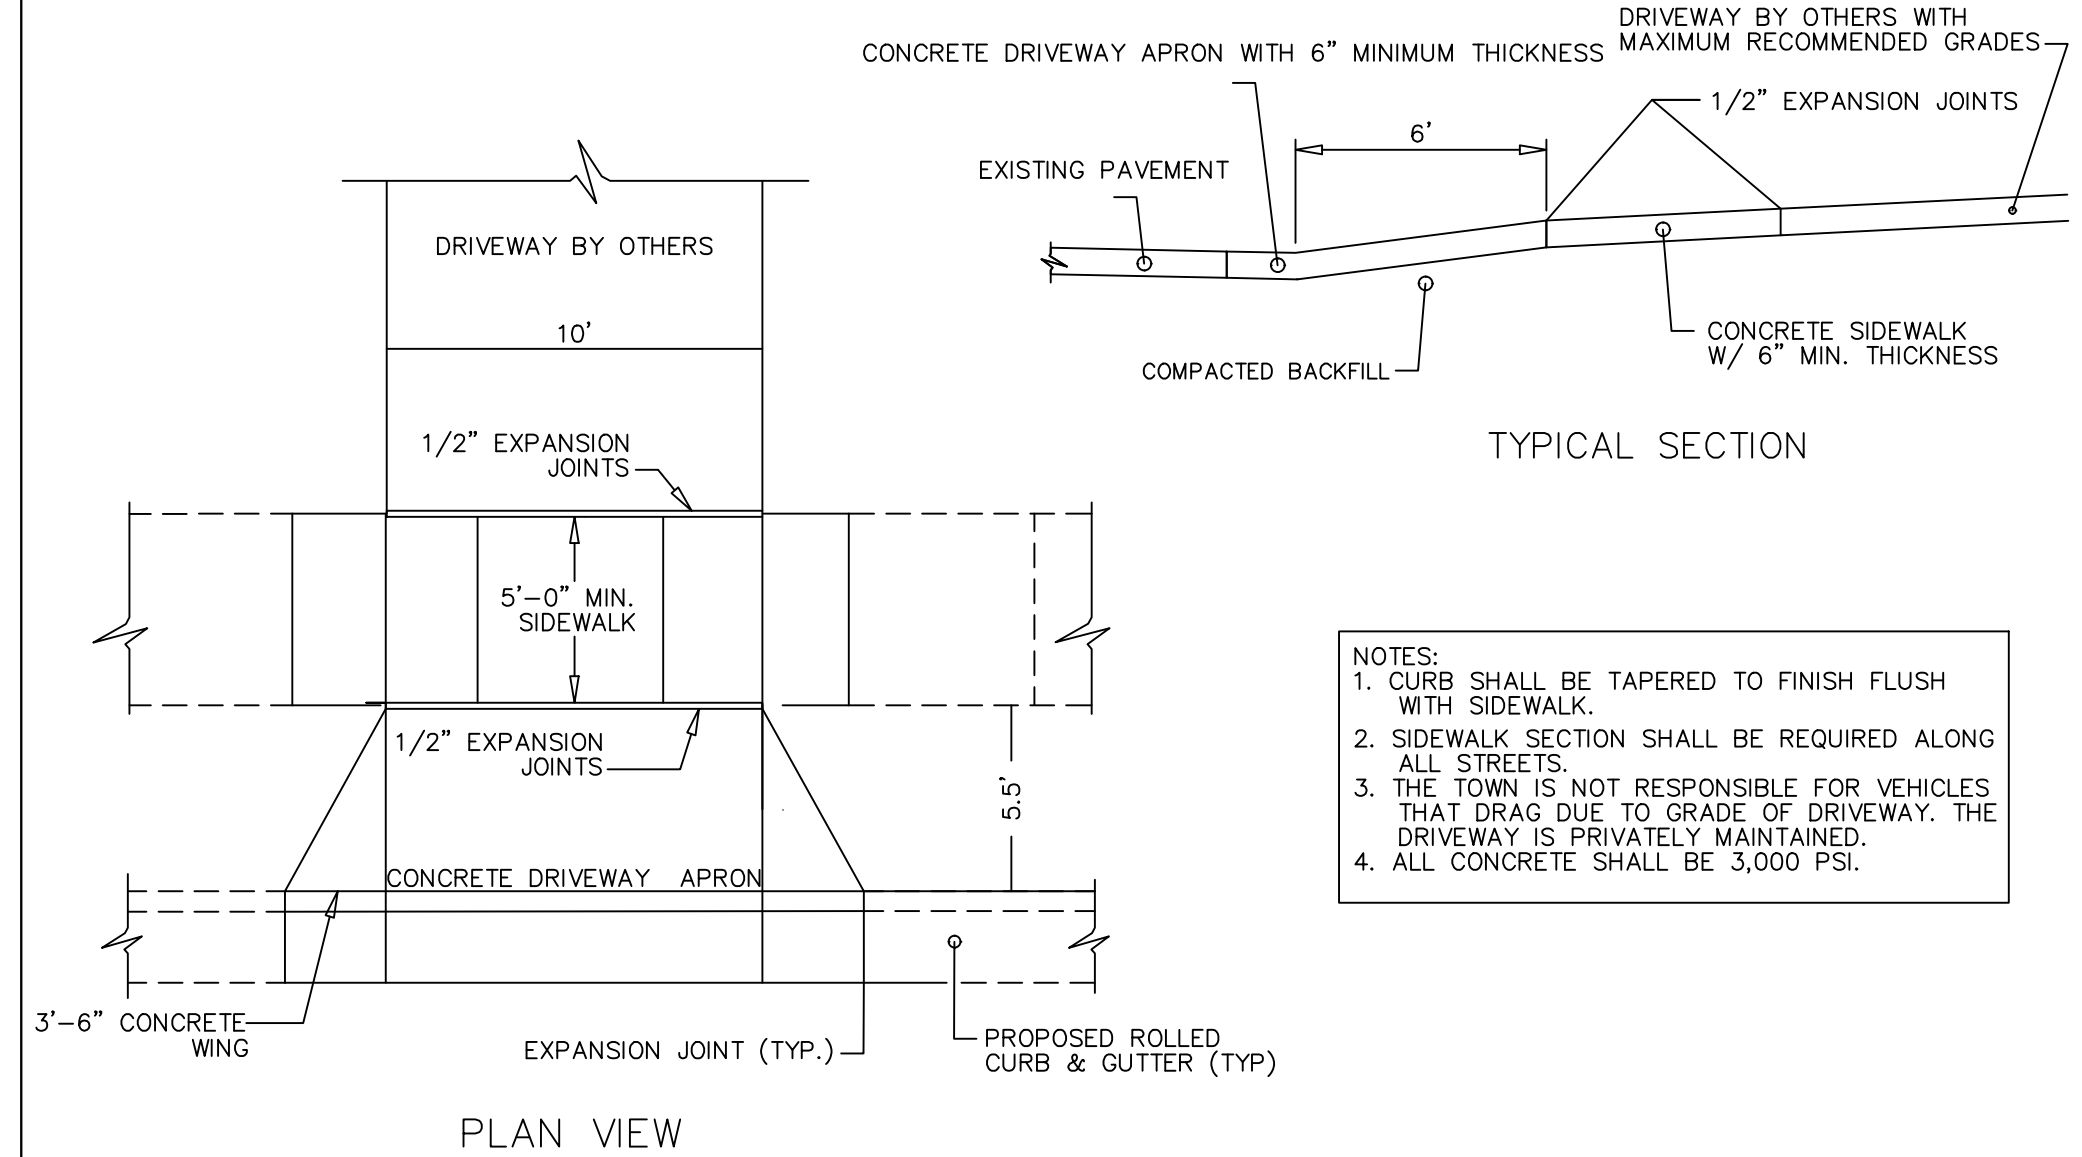 DRIVEWAY BY OTHERS WITH
MAXIMUM RECOMMENDED GRADES
CONCRETE DRIVEWAY APRON WITH 6” MINIMUM THICKNESS
1/2” EXPANSION JOINTS
6’
EXISTING PAVEMENT
CONCRETE SIDEWALK
W/ 6” MIN. THICKNESS
COMPACTED BACKFILL
TYPICAL SECTION
DRIVEWAY BY OTHERS
10’
1/2” EXPANSION
JOINTS
5’–0” MIN.
SIDEWALK
1/2” EXPANSION
JOINTS
5.5’
CONCRETE DRIVEWAY APRON
3’–6” CONCRETE
WING
EXPANSION JOINT (TYP.)
PROPOSED ROLLED
CURB & GUTTER (TYP)
PLAN VIEW
NOTES:
1. CURB SHALL BE TAPERED TO FINISH FLUSH
WITH SIDEWALK.
2. SIDEWALK SECTION SHALL BE REQUIRED ALONG
ALL STREETS.
3. THE TOWN IS NOT RESPONSIBLE FOR VEHICLES
THAT DRAG DUE TO GRADE OF DRIVEWAY. THE
DRIVEWAY IS PRIVATELY MAINTAINED.
4. ALL CONCRETE SHALL BE 3,000 PSI.